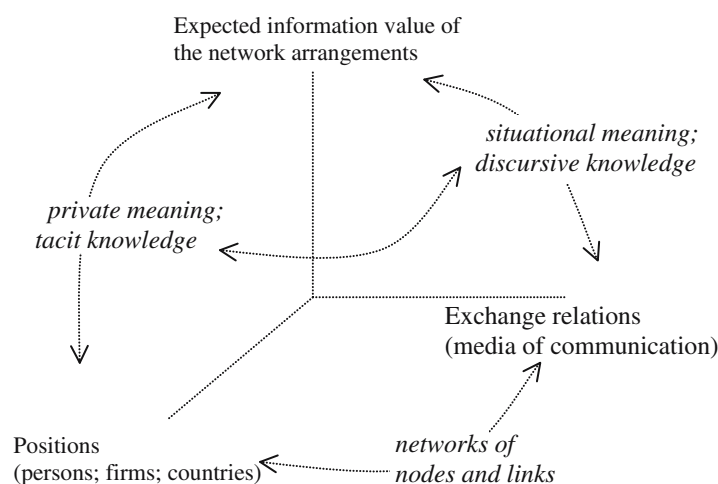 Expected information value of
the network arrangements
situational meaning;
discursive knowledge
private meaning;
tacit knowledge
Exchange relations
(media of communication)
Positions
(persons; firms; countries)
networks of
nodes and links